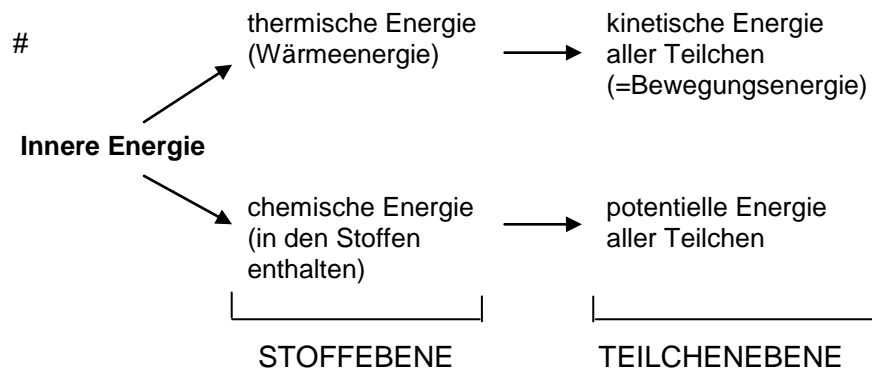 #
thermische Energie
(Wärmeenergie)
kinetische Energie
aller Teilchen
(=Bewegungsenergie)
Innere Energie
chemische Energie
(in den Stoffen
enthalten)
potentielle Energie
aller Teilchen
STOFFEBENE
TEILCHENEBENE